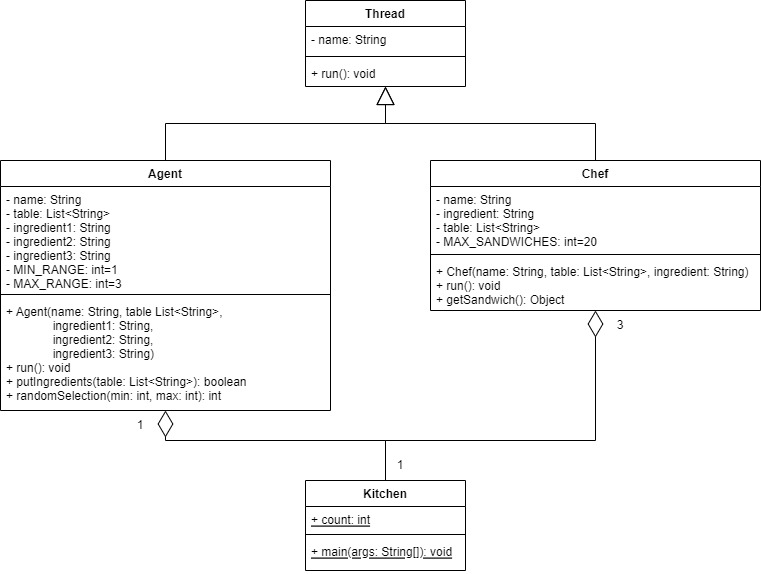 Thread
- name: String
+ run(): void
Agent
- name: String
- table: List<String>
- ingredient1: String
- ingredient2: String
- ingredient3: String
- MIN_RANGE: int=1
- MAX_RANGE: int=3
+ Agent(name: String, table List<String>,
ingredient1: String,
ingredient2: String,
ingredient3: String)
+ run(): void
+ putIngredients(table: List<String>): boolean
+ randomSelection(min: int, max: int): int
Chef
- name: String
- ingredient: String
- table: List<String>
- MAX_SANDWICHES: int=20
+ Chef(name: String, table: List<String>, ingredient: String)
+ run(): void
+ getSandwich(): Object
3
1
1
Kitchen
+ count: int
+ main(args: String[]): void